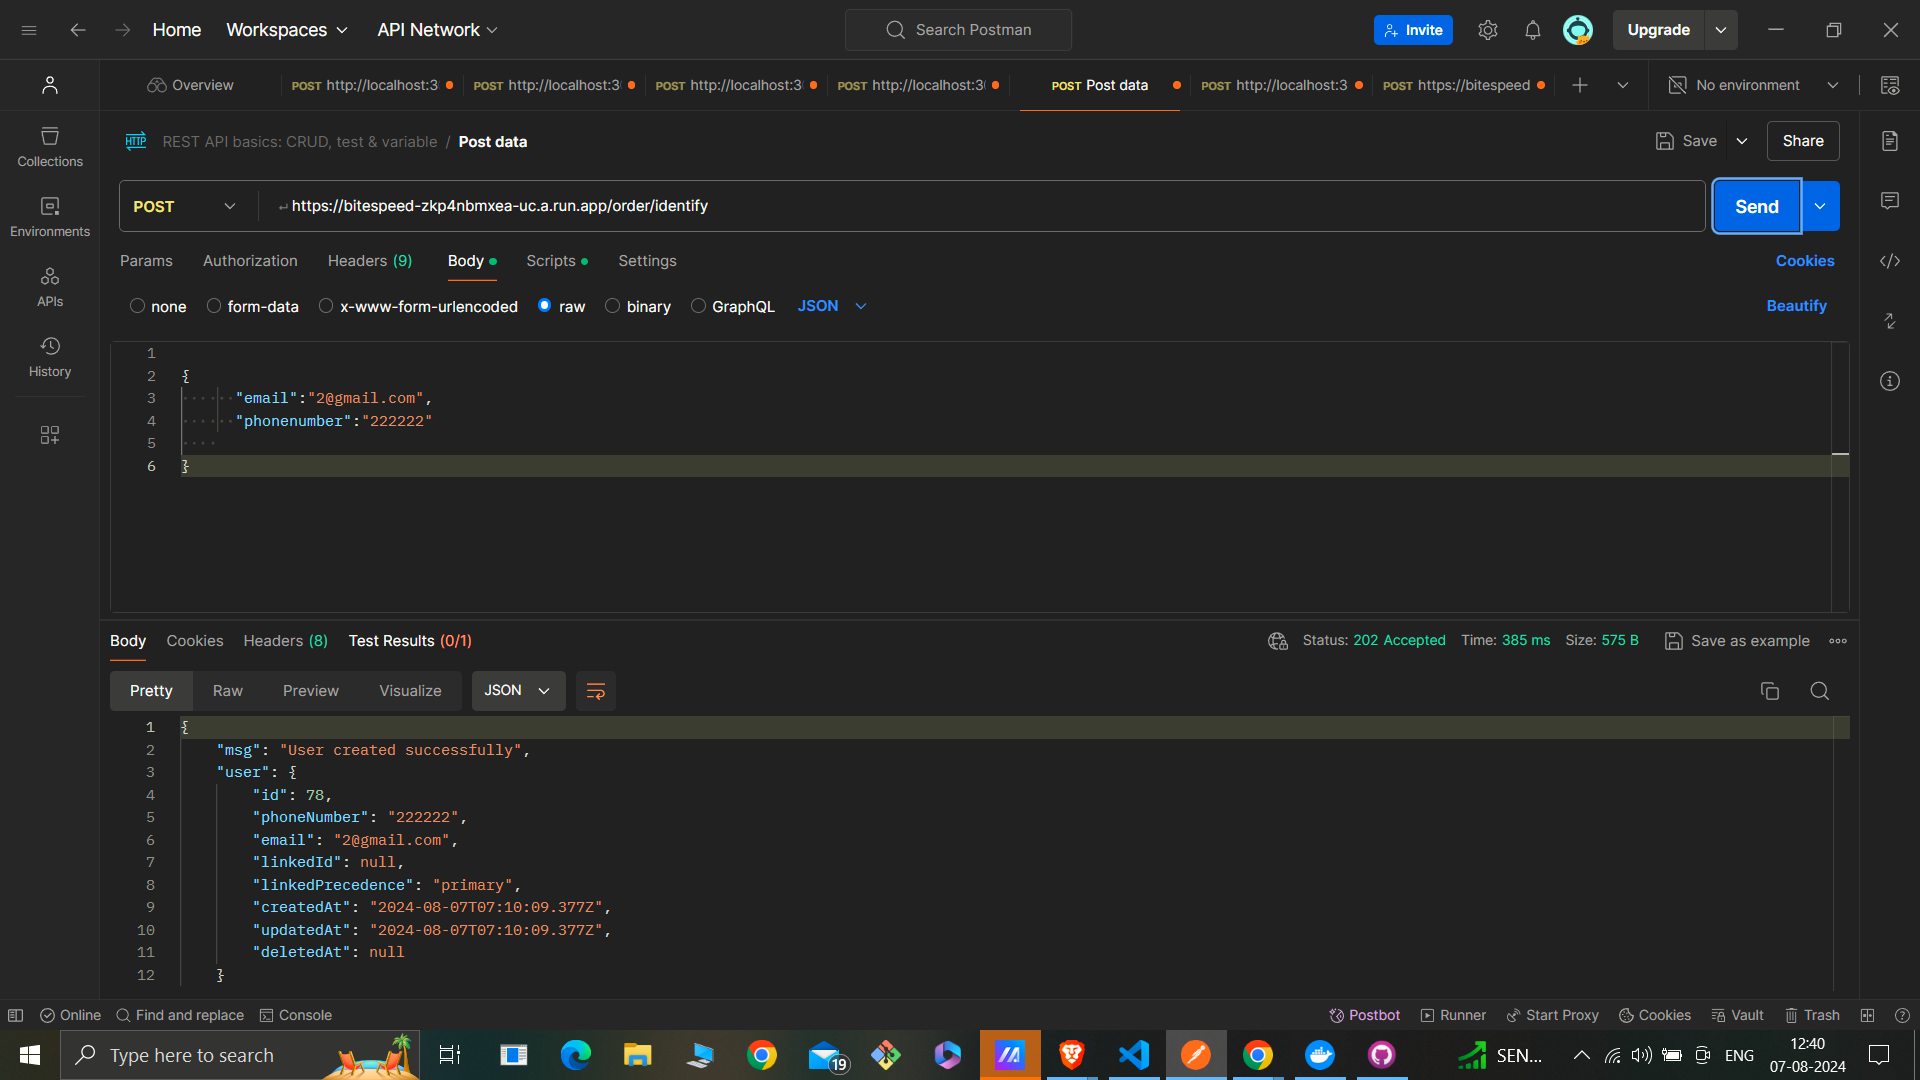 Home Workspaces API Network Search Postman Invite Upgrade
Overview POST http://localhost:3 POST http://localhost:3 POST http://localhost:3 POST http://localhost:3 POST Post data POST http://localhost:3 POST https://bitespeed No environment
HTTP REST API basics: CRUD, test & variable / Post data Save Share
Collections
Environments
APIs
History
POST https://bitespeed-zkp4nbmxea-uc.a.run.app/order/identify Send
Params Authorization Headers (9) Body Scripts Settings Cookies
none form-data x-www-form-urlencoded raw binary GraphQL JSON Beautify
1
2 {
3 "email":"2@gmail.com",
4 "phonenumber":"222222"
5
6 }
Body Cookies Headers (8) Test Results (0/1) Status: 202 Accepted Time: 385 ms Size: 575 B Save as example
Pretty Raw Preview Visualize JSON
1 {
2 "msg": "User created successfully",
3 "user": {
4 "id": 78,
5 "phoneNumber": "222222",
6 "email": "2@gmail.com",
7 "linkedId": null,
8 "linkedPrecedence": "primary",
9 "createdAt": "2024-08-07T07:10:09.377Z",
10 "updatedAt": "2024-08-07T07:10:09.377Z",
11 "deletedAt": null
12 }
Online Find and replace Console Postbot Runner Start Proxy Cookies Vault Trash
Type here to search 19 SEN... ENG 12:40
07-08-2024